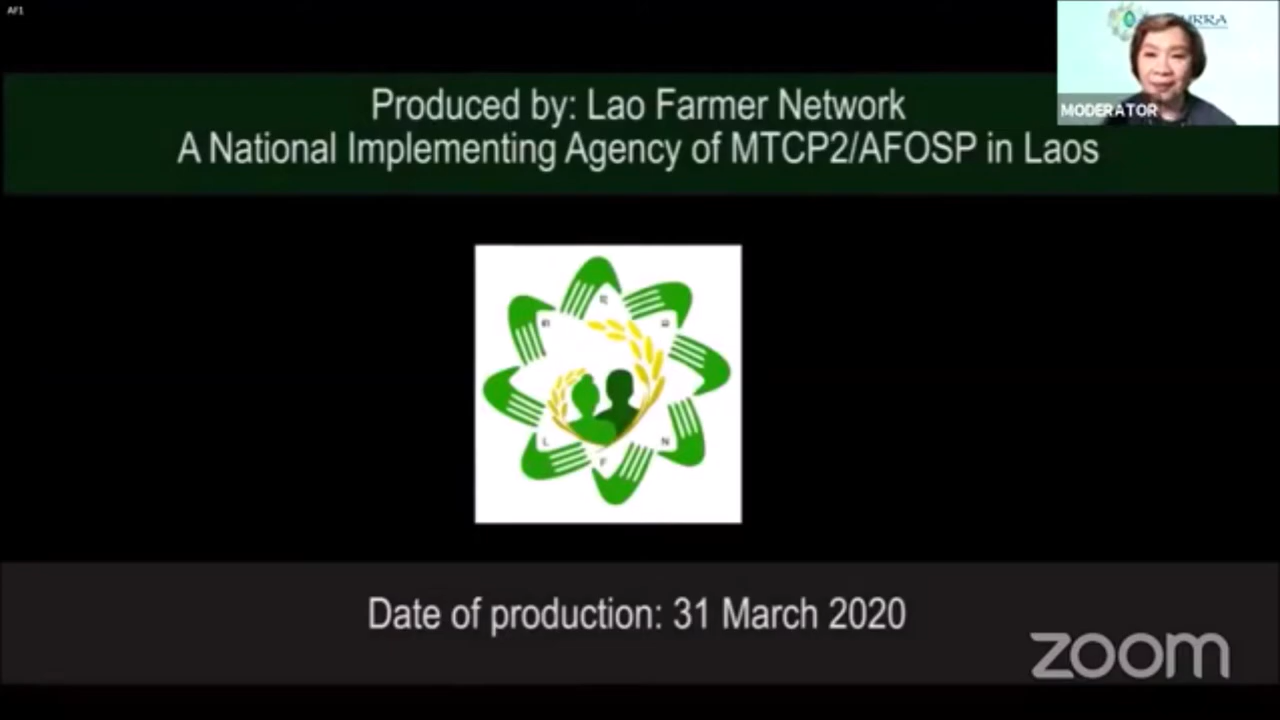 AF1
MODERATOR
Produced by: Lao Farmer Network
A National Implementing Agency of MTCP2/AFOSP in Laos
L
F
N
Date of production: 31 March 2020
zoom